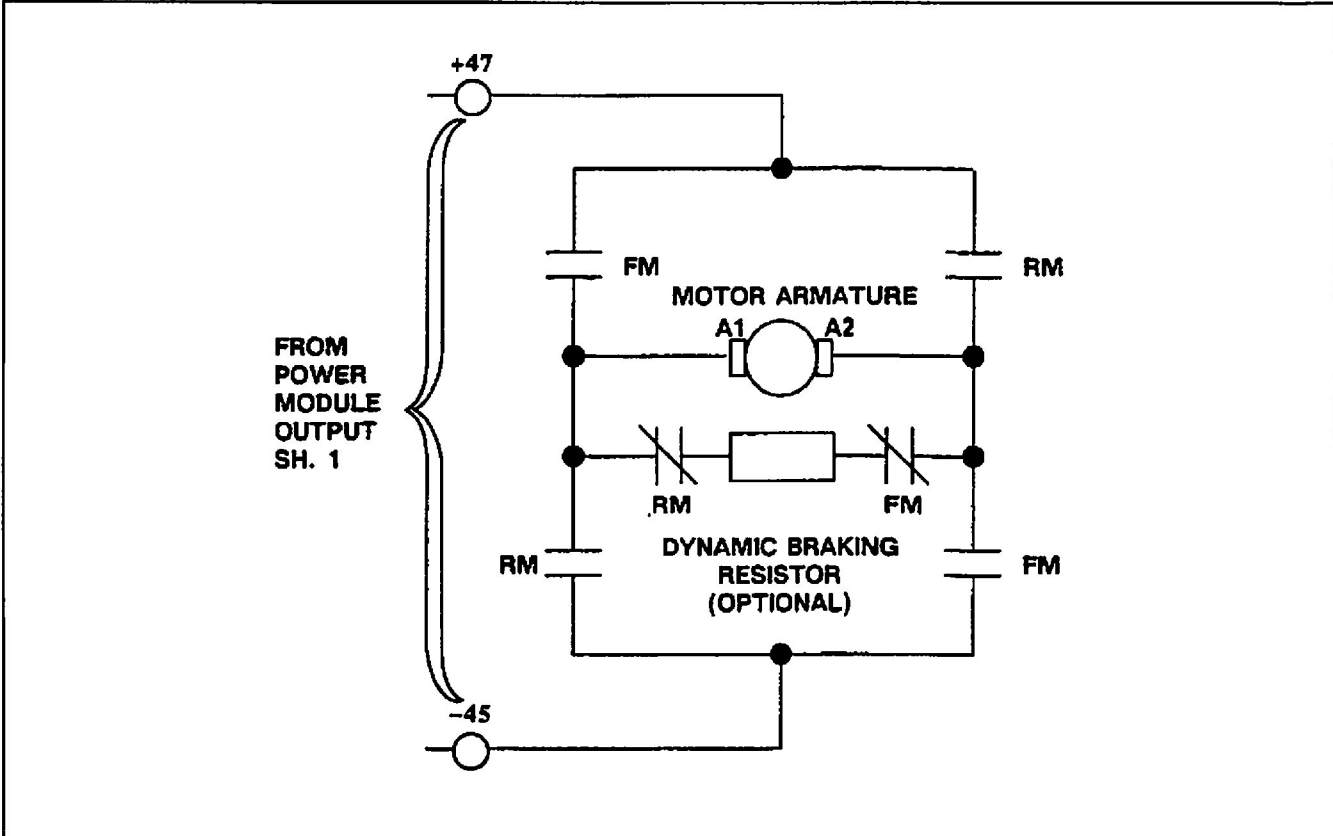 +47
FM
RM
MOTOR ARMATURE
A1
A2
FROM
POWER
MODULE
OUTPUT
SH. 1
RM
FM
RM
DYNAMIC BRAKING
RESISTOR
(OPTIONAL)
FM
-45